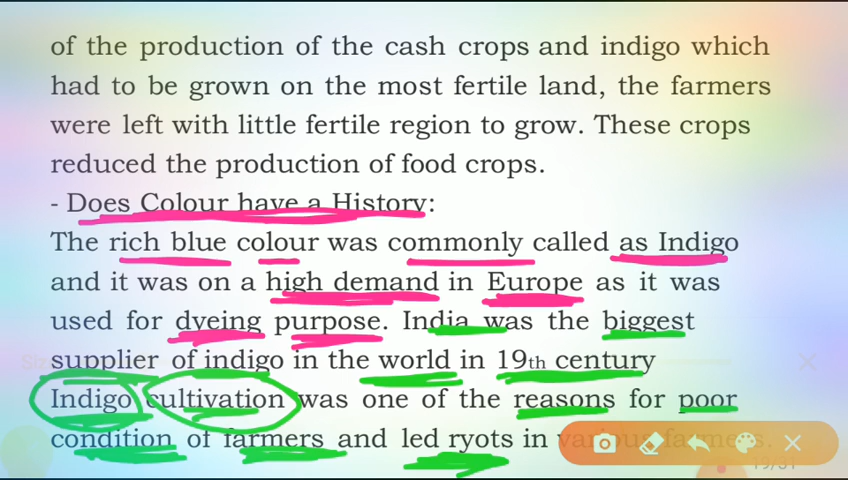 of the production of the cash crops and indigo which
had to be grown on the most fertile land, the farmers
were left with little fertile region to grow. These crops
reduced the production of food crops.
- Does Colour have a History:
The rich blue colour was commonly called as Indigo
and it was on a high demand in Europe as it was
used for dyeing purpose. India was the biggest
supplier of indigo in the world in 19th century
Indigo cultivation was one of the reasons for poor
condition of farmers and led ryots in
19/31